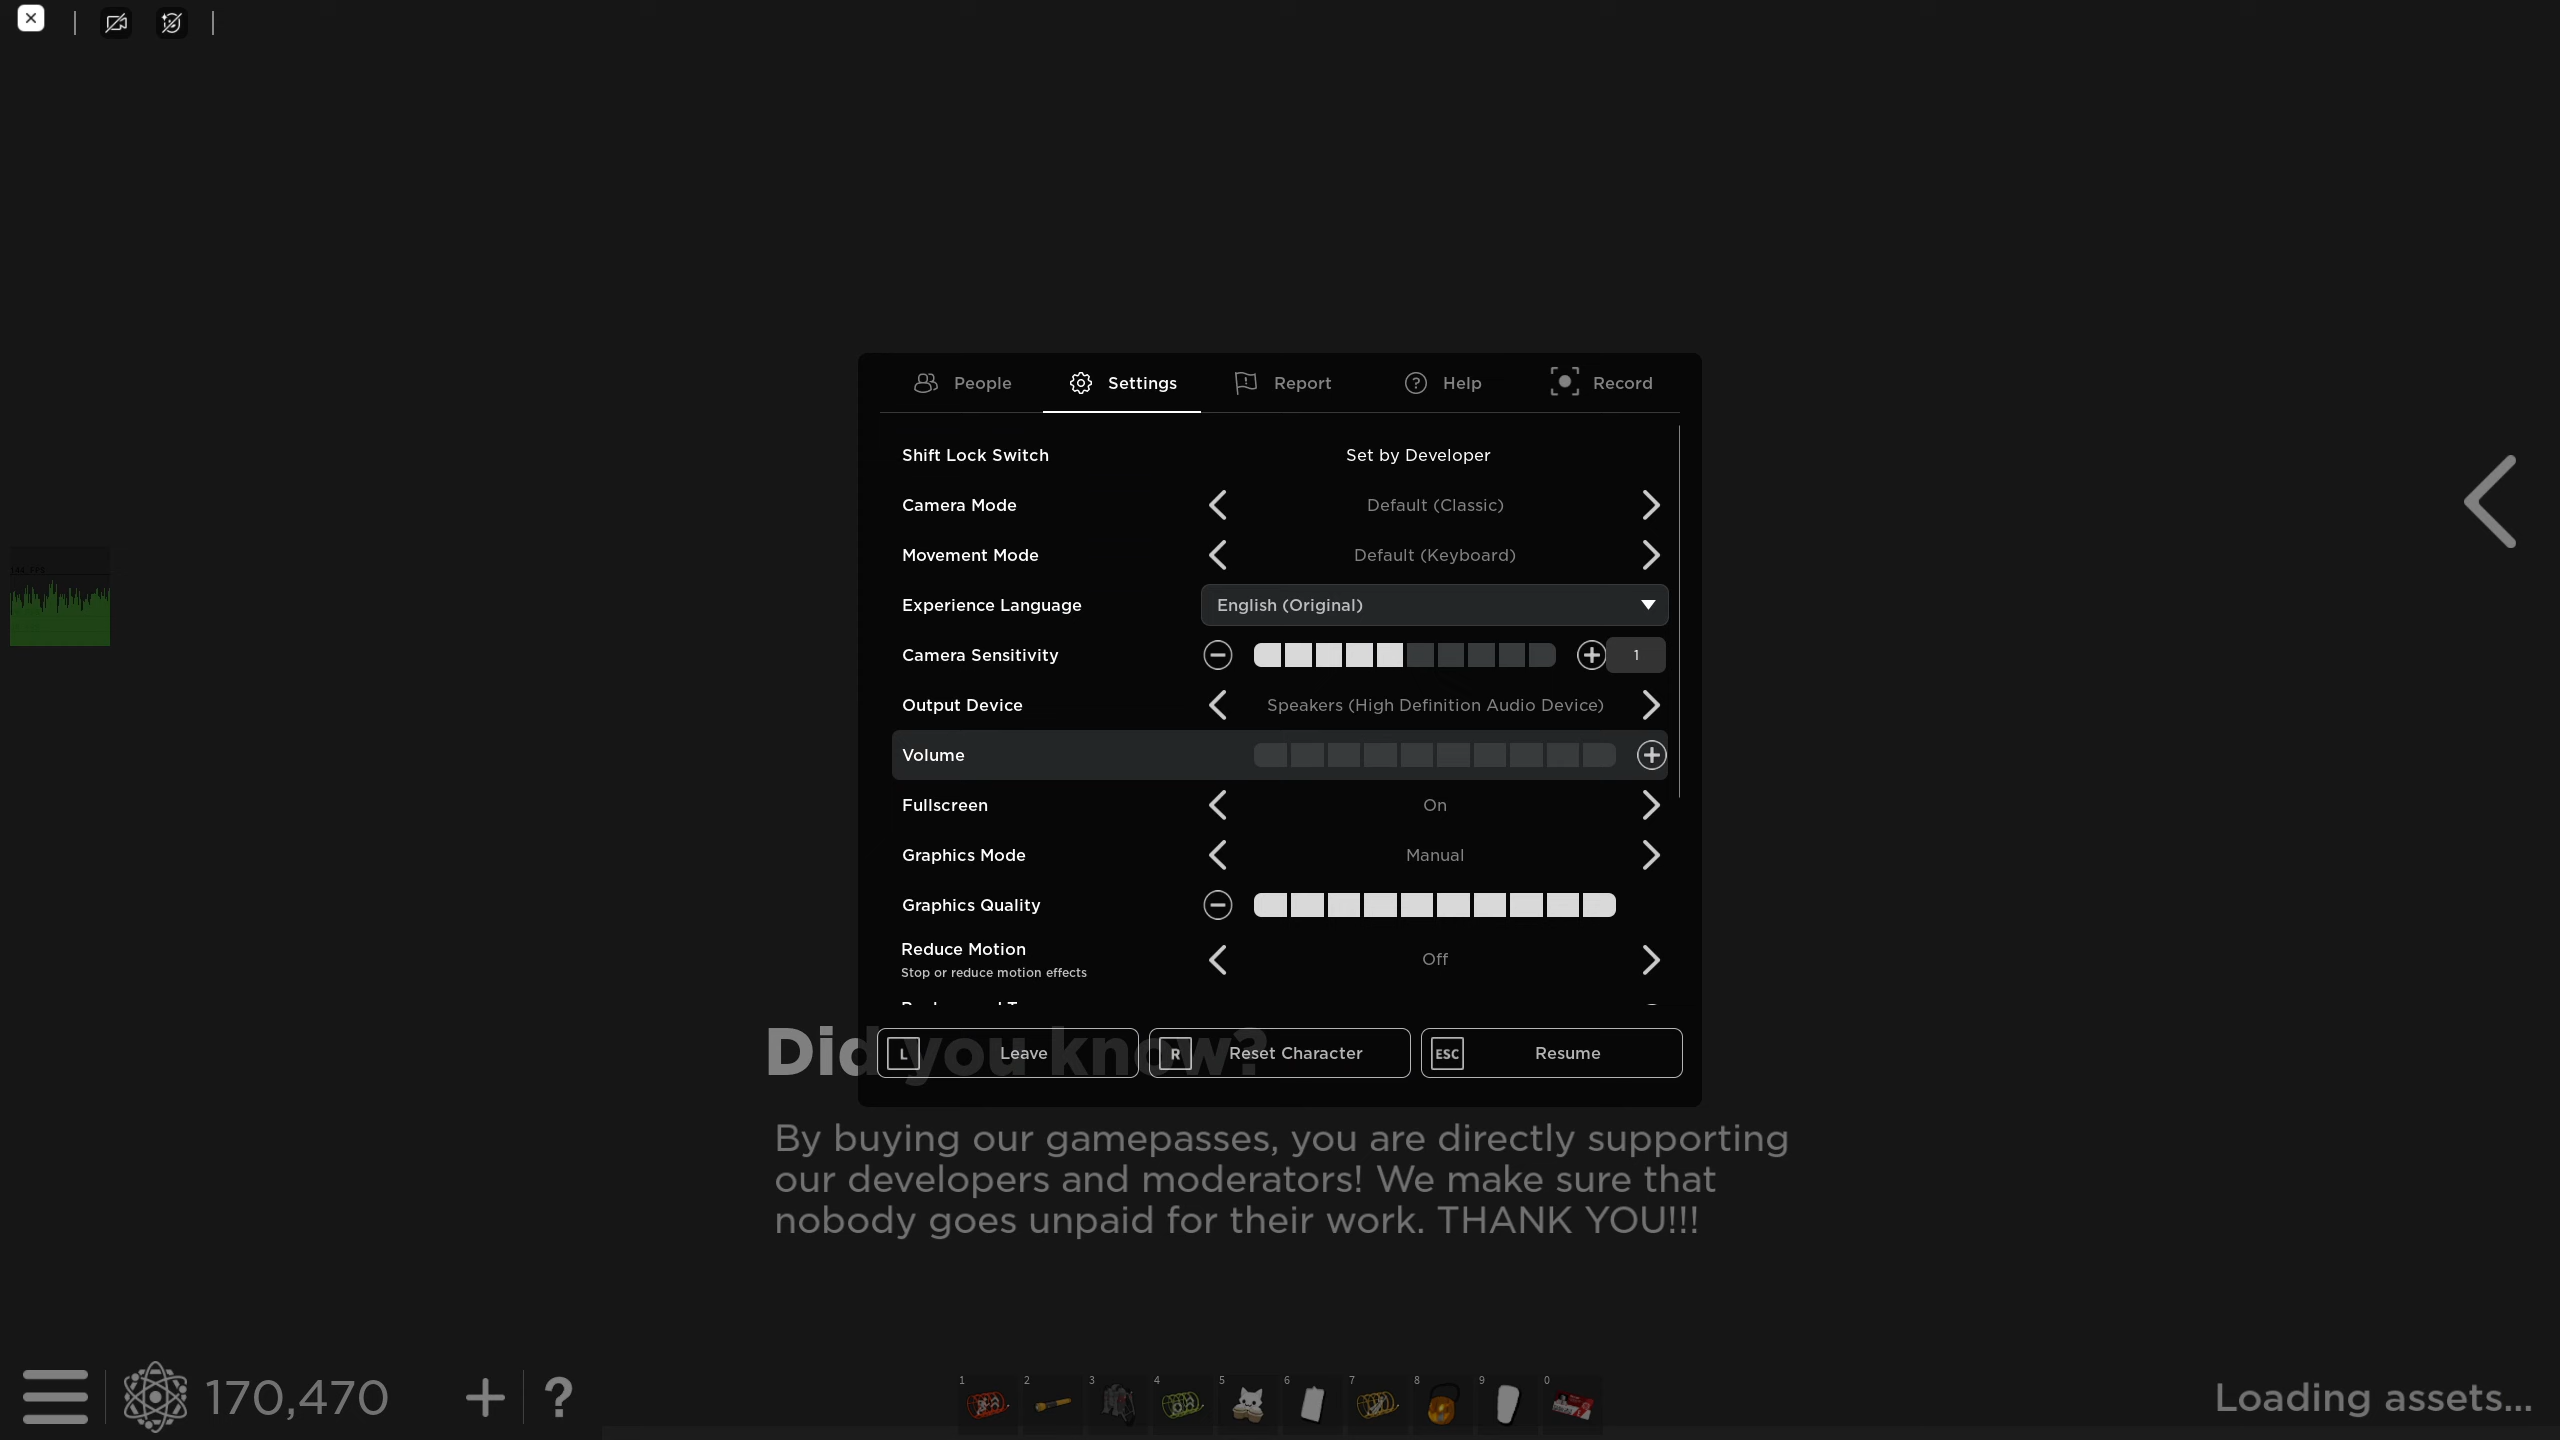 People
Settings
Report
Help
Record
Shift Lock Switch
Set by Developer
Camera Mode
Default (Classic)
Movement Mode
Default (Keyboard)
Experience Language
English (Original)
Camera Sensitivity
1
Output Device
Speakers (High Definition Audio Device)
Volume
Fullscreen
On
Graphics Mode
Manual
Graphics Quality
Reduce Motion
Off
Stop or reduce motion effects
L Leave
R Reset Character
ESC Resume
Did you know?
By buying our gamepasses, you are directly supporting
our developers and moderators! We make sure that
nobody goes unpaid for their work. THANK YOU!!!
170,470
+
?
1 2 3 4 5 6 7 8 9 0
Loading assets...